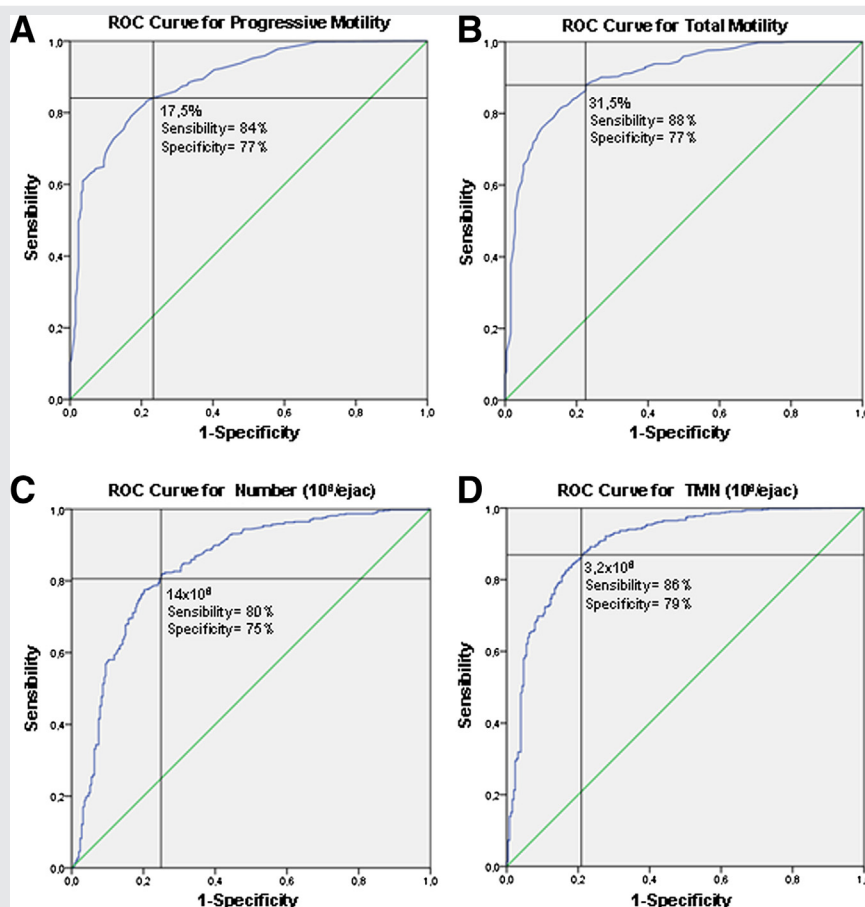 A
ROC Curve for Progressive Motility
1,0
0,8
0,6
0,4
0,2
0,0
17,5%
Sensibility= 84%
Specificity= 77%
Sensibility
0,0 0,2 0,4 0,6 0,8 1,0
1-Specificity
B
ROC Curve for Total Motility
1,0
0,8
0,6
0,4
0,2
0,0
31,5%
Sensibility= 88%
Specificity= 77%
Sensibility
0,0 0,2 0,4 0,6 0,8 1,0
1-Specificity
C
ROC Curve for Number (10⁶/ejac)
1,0
0,8
0,6
0,4
0,2
0,0
14x10⁶
Sensibility= 80%
Specificity= 75%
Sensibility
0,0 0,2 0,4 0,6 0,8 1,0
1-Specificity
D
ROC Curve for TMN (10⁶/ejac)
1,0
0,8
0,6
0,4
0,2
0,0
3,2x10⁶
Sensibility= 86%
Specificity= 79%
Sensibility
0,0 0,2 0,4 0,6 0,8 1,0
1-Specificity